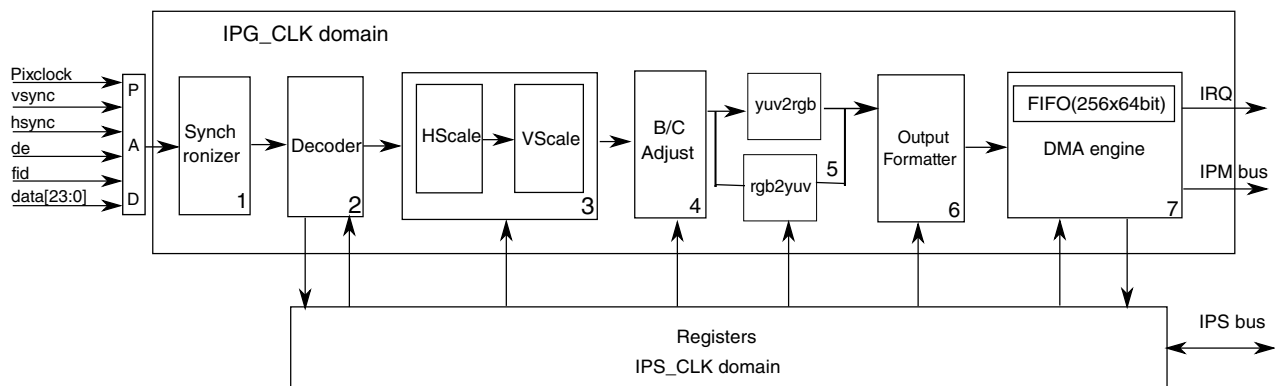 IPG_CLK domain
Pixclock
vsync
hsync
de
fid
data[23:0]
P
A
D
Synch
ronizer
1
Decoder
2
HScale
VScale
3
B/C
Adjust
4
yuv2rgb
rgb2yuv
5
Output
Formatter
6
FIFO(256x64bit)
DMA engine
7
IRQ
IPM bus
Registers
IPS_CLK domain
IPS bus